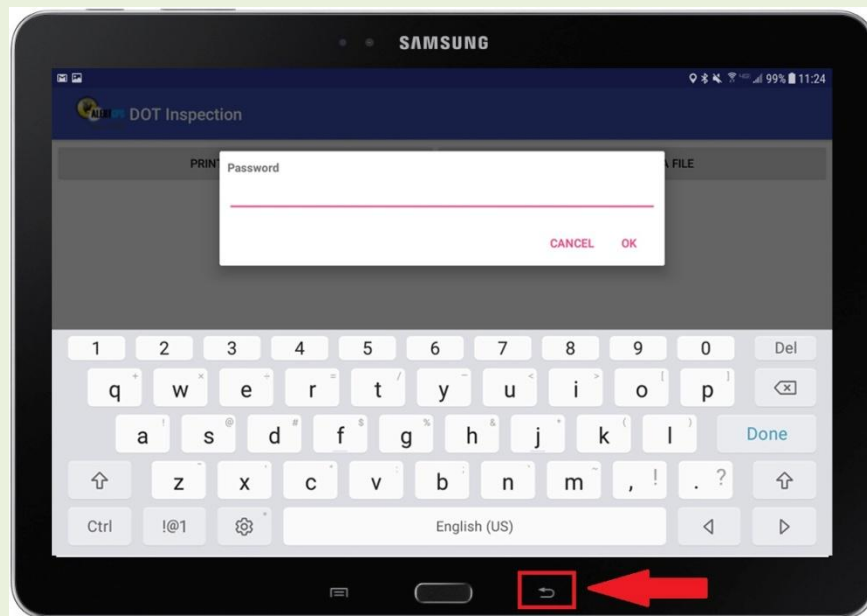 SAMSUNG
99% 11:24
DOT Inspection
PRIN
FILE
Password
CANCEL OK
1 2 3 4 5 6 7 8 9 0 Del
+ × ÷ = / _ < > [ ]
q w e r t y u i o p
! @ # $ % & * ( )
a s d f g h j k l Done
z x c v b n m , ! . ?
Ctrl !@1 English (US)